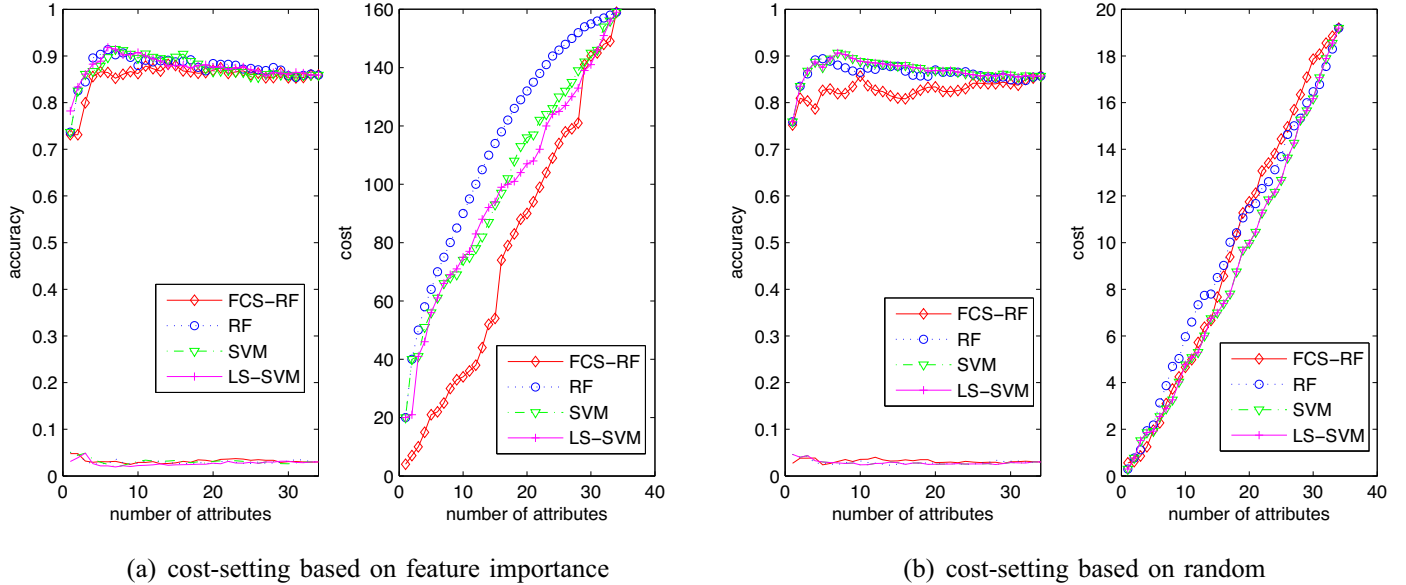 1
0.9
0.8
0.7
0.6
0.5
0.4
0.3
0.2
0.1
0
accuracy
0 10 20 30
number of attributes
FCS−RF
RF
SVM
LS−SVM
160
140
120
100
80
60
40
20
0
cost
0 10 20 30 40
number of attributes
FCS−RF
RF
SVM
LS−SVM
(a) cost-setting based on feature importance
1
0.9
0.8
0.7
0.6
0.5
0.4
0.3
0.2
0.1
0
accuracy
0 10 20 30
number of attributes
FCS−RF
RF
SVM
LS−SVM
20
18
16
14
12
10
8
6
4
2
0
cost
0 10 20 30 40
number of attributes
FCS−RF
RF
SVM
LS−SVM
(b) cost-setting based on random